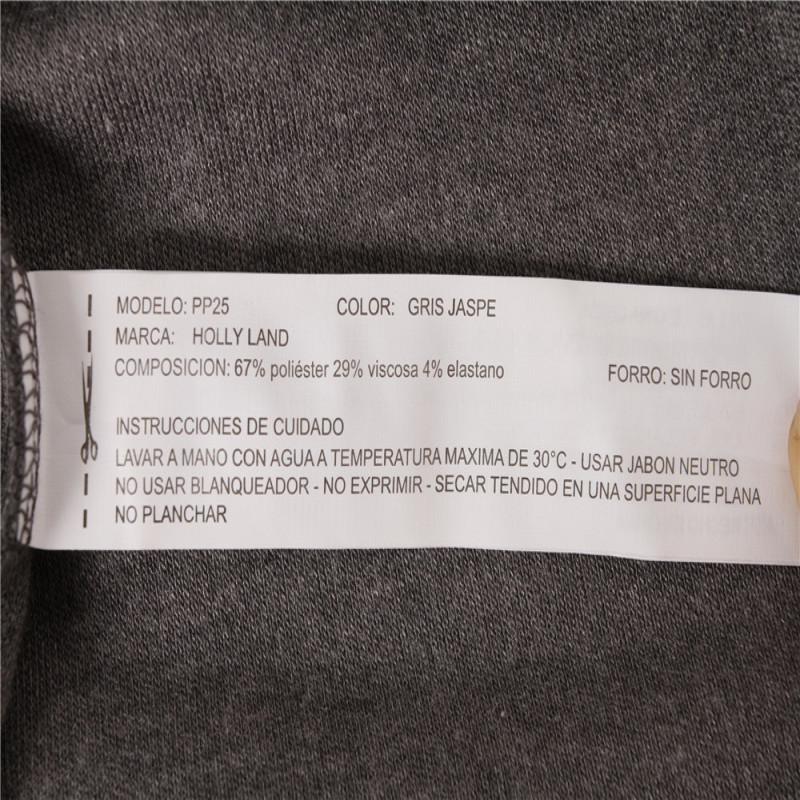 MODELO: PP25 COLOR: GRIS JASPE
MARCA: HOLLY LAND
COMPOSICION: 67% poliéster 29% viscosa 4% elastano FORRO: SIN FORRO
INSTRUCCIONES DE CUIDADO
LAVAR A MANO CON AGUA A TEMPERATURA MAXIMA DE 30°C - USAR JABON NEUTRO
NO USAR BLANQUEADOR - NO EXPRIMIR - SECAR TENDIDO EN UNA SUPERFICIE PLANA
NO PLANCHAR